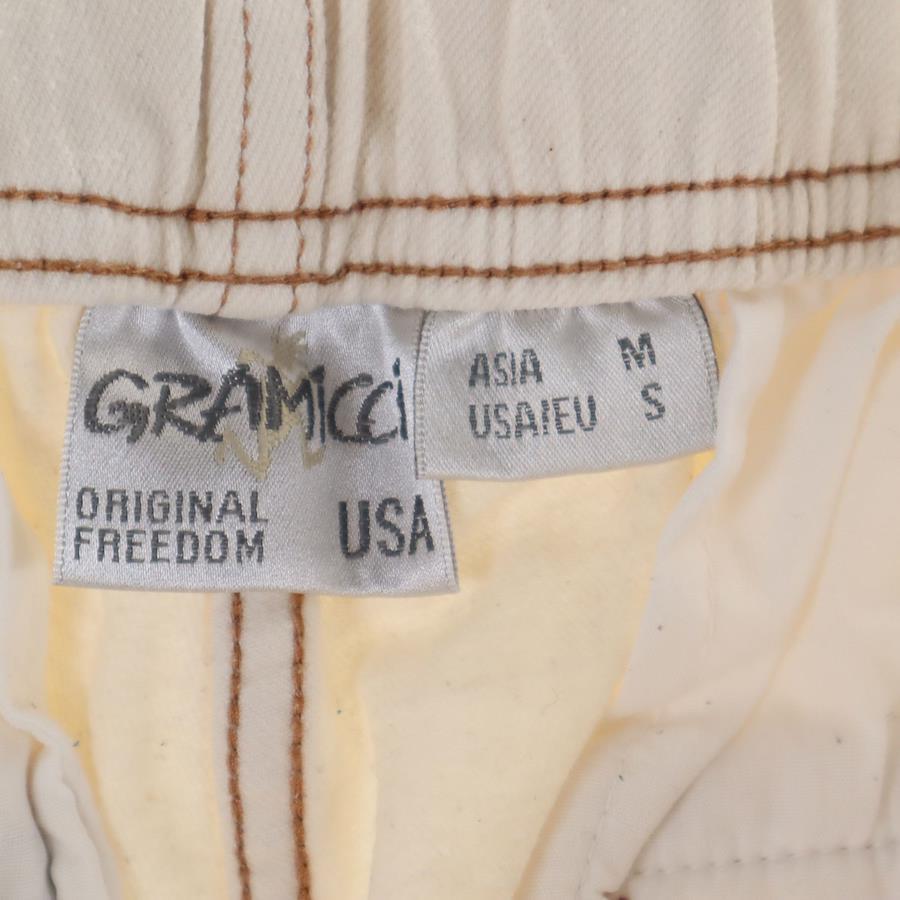 GRAMiCCi
ORIGINAL
FREEDOM
USA
ASIA M
USA/EU S